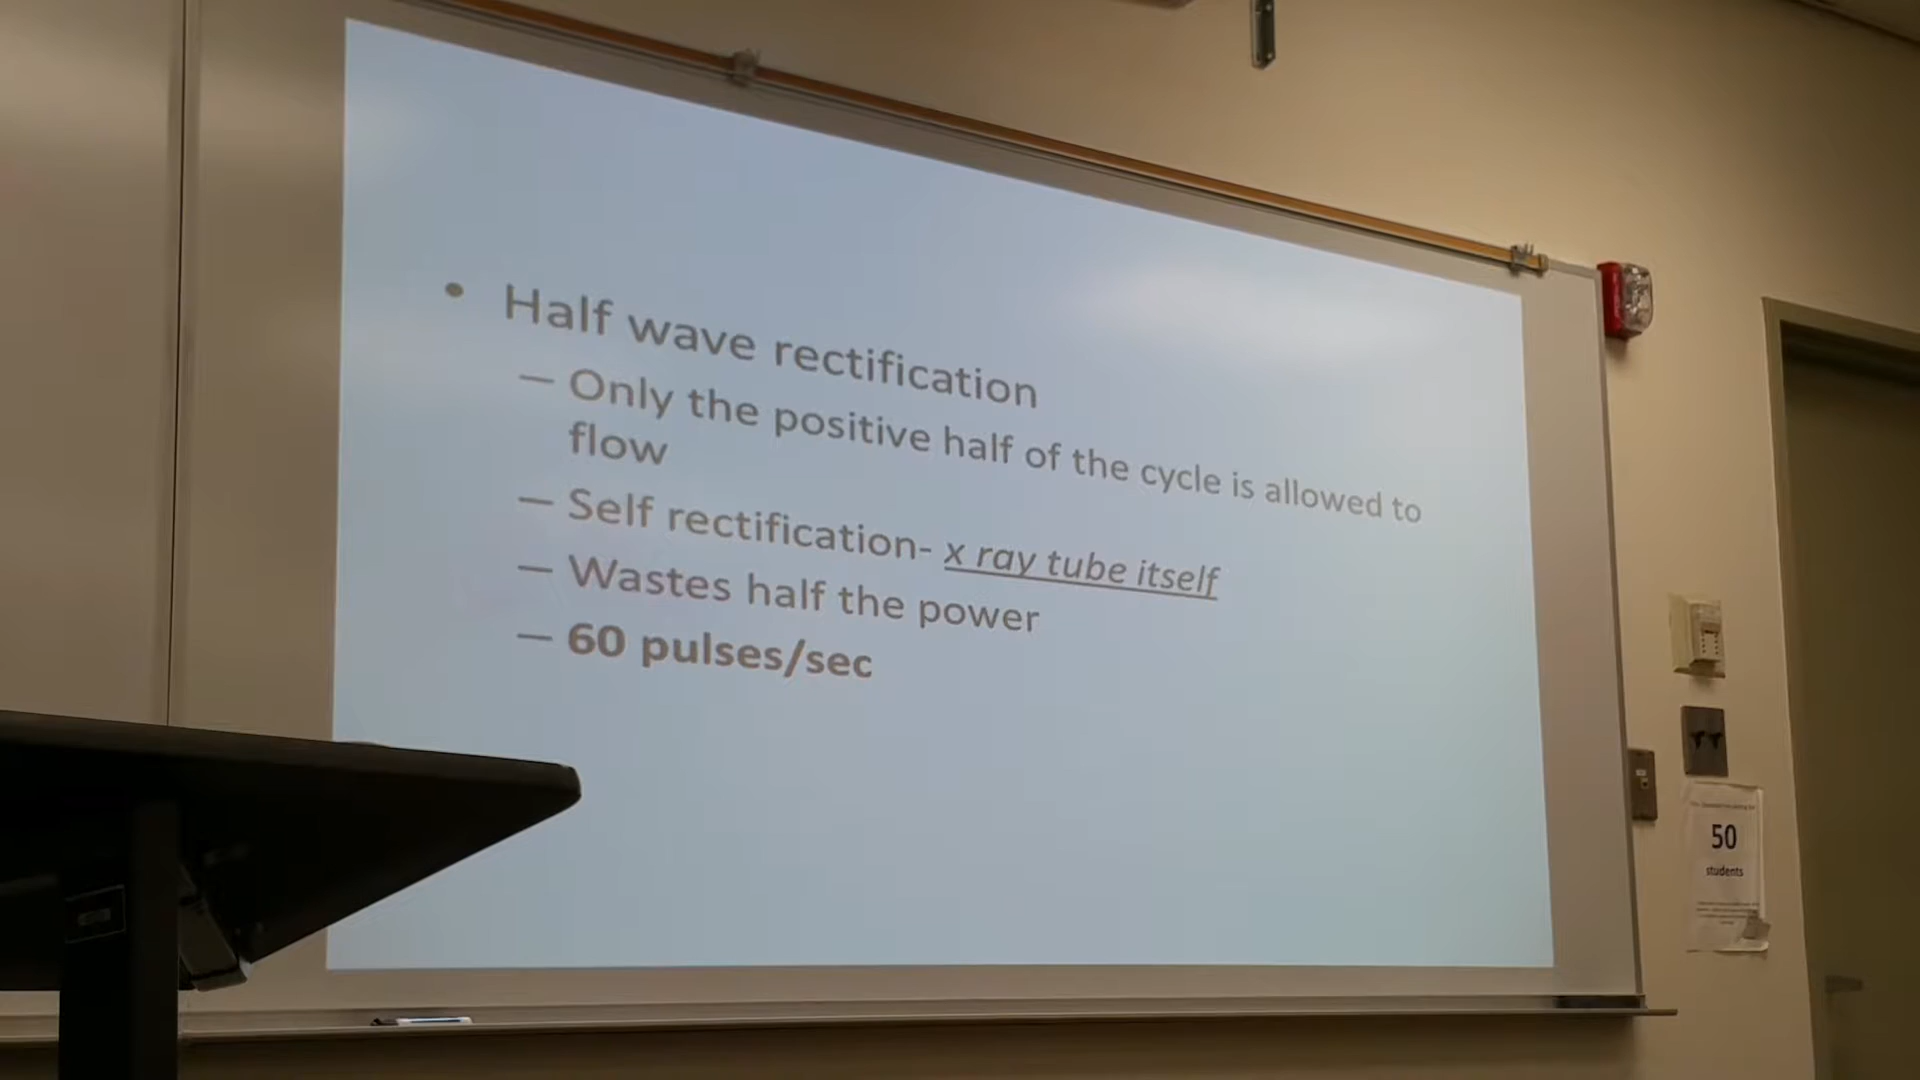 • Half wave rectification
– Only the positive half of the cycle is allowed to
flow
– Self rectification- x ray tube itself
– Wastes half the power
– 60 pulses/sec
50
students